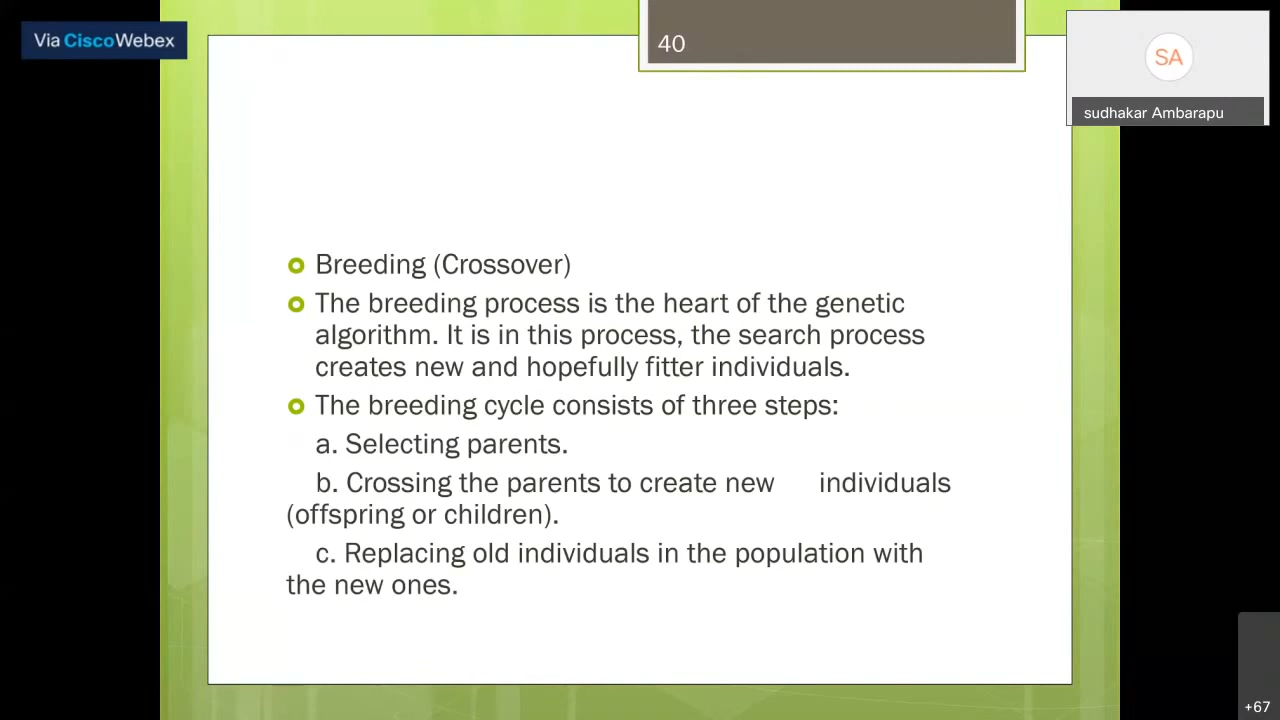 Via Cisco Webex
40
SA
sudhakar Ambarapu
Breeding (Crossover)
The breeding process is the heart of the genetic
algorithm. It is in this process, the search process
creates new and hopefully fitter individuals.
The breeding cycle consists of three steps:
a. Selecting parents.
b. Crossing the parents to create new individuals
(offspring or children).
c. Replacing old individuals in the population with
the new ones.
+67